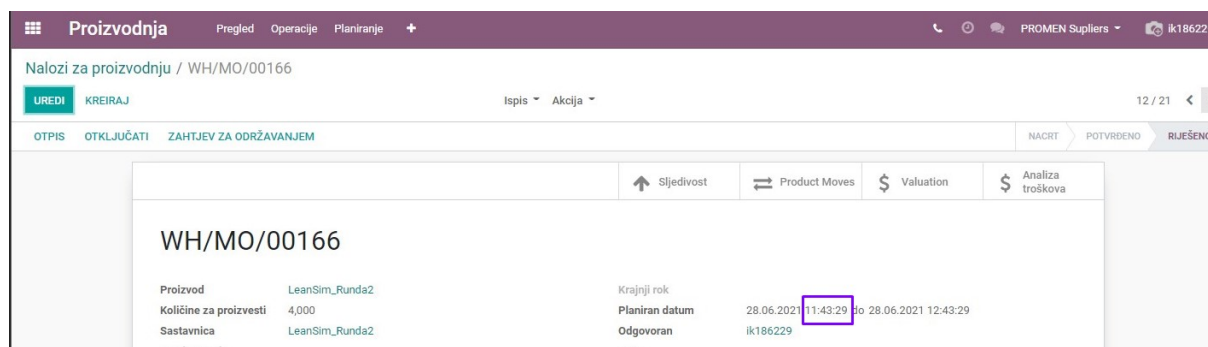 Proizvodnja Pregled Operacije Planiranje + PROMEN Supliers ik18622
Nalozi za proizvodnju / WH/MO/00166
UREDI KREIRAJ Ispis Akcija 12 / 21
OTPIS OTKLJUČATI ZAHTJEV ZA ODRŽAVANJEM NACRT POTVRĐENO RIJEŠENO
Sljedivost Product Moves $ Valuation $ Analiza troškova
WH/MO/00166
Proizvod LeanSim_Runda2 Krajnji rok
Količine za proizvesti 4,000 Planiran datum 28.06.2021 11:43:29 do 28.06.2021 12:43:29
Sastavnica LeanSim_Runda2 Odgovoran ik186229